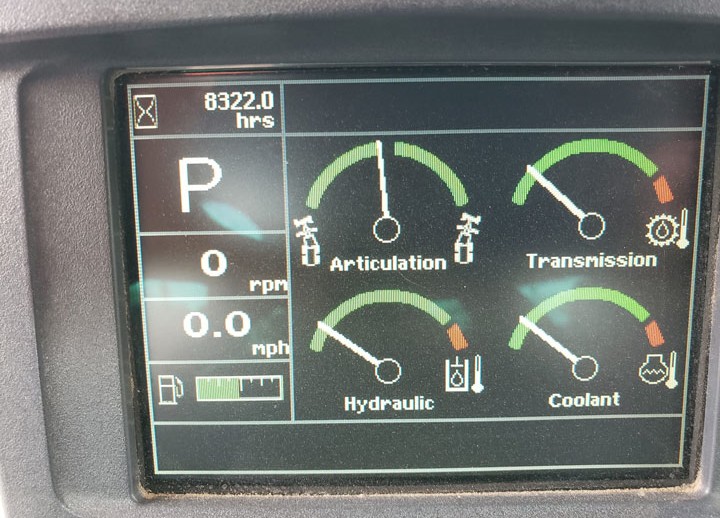 8322.0
hrs
P
0
rpm
0.0
mph
Articulation
Transmission
Hydraulic
Coolant